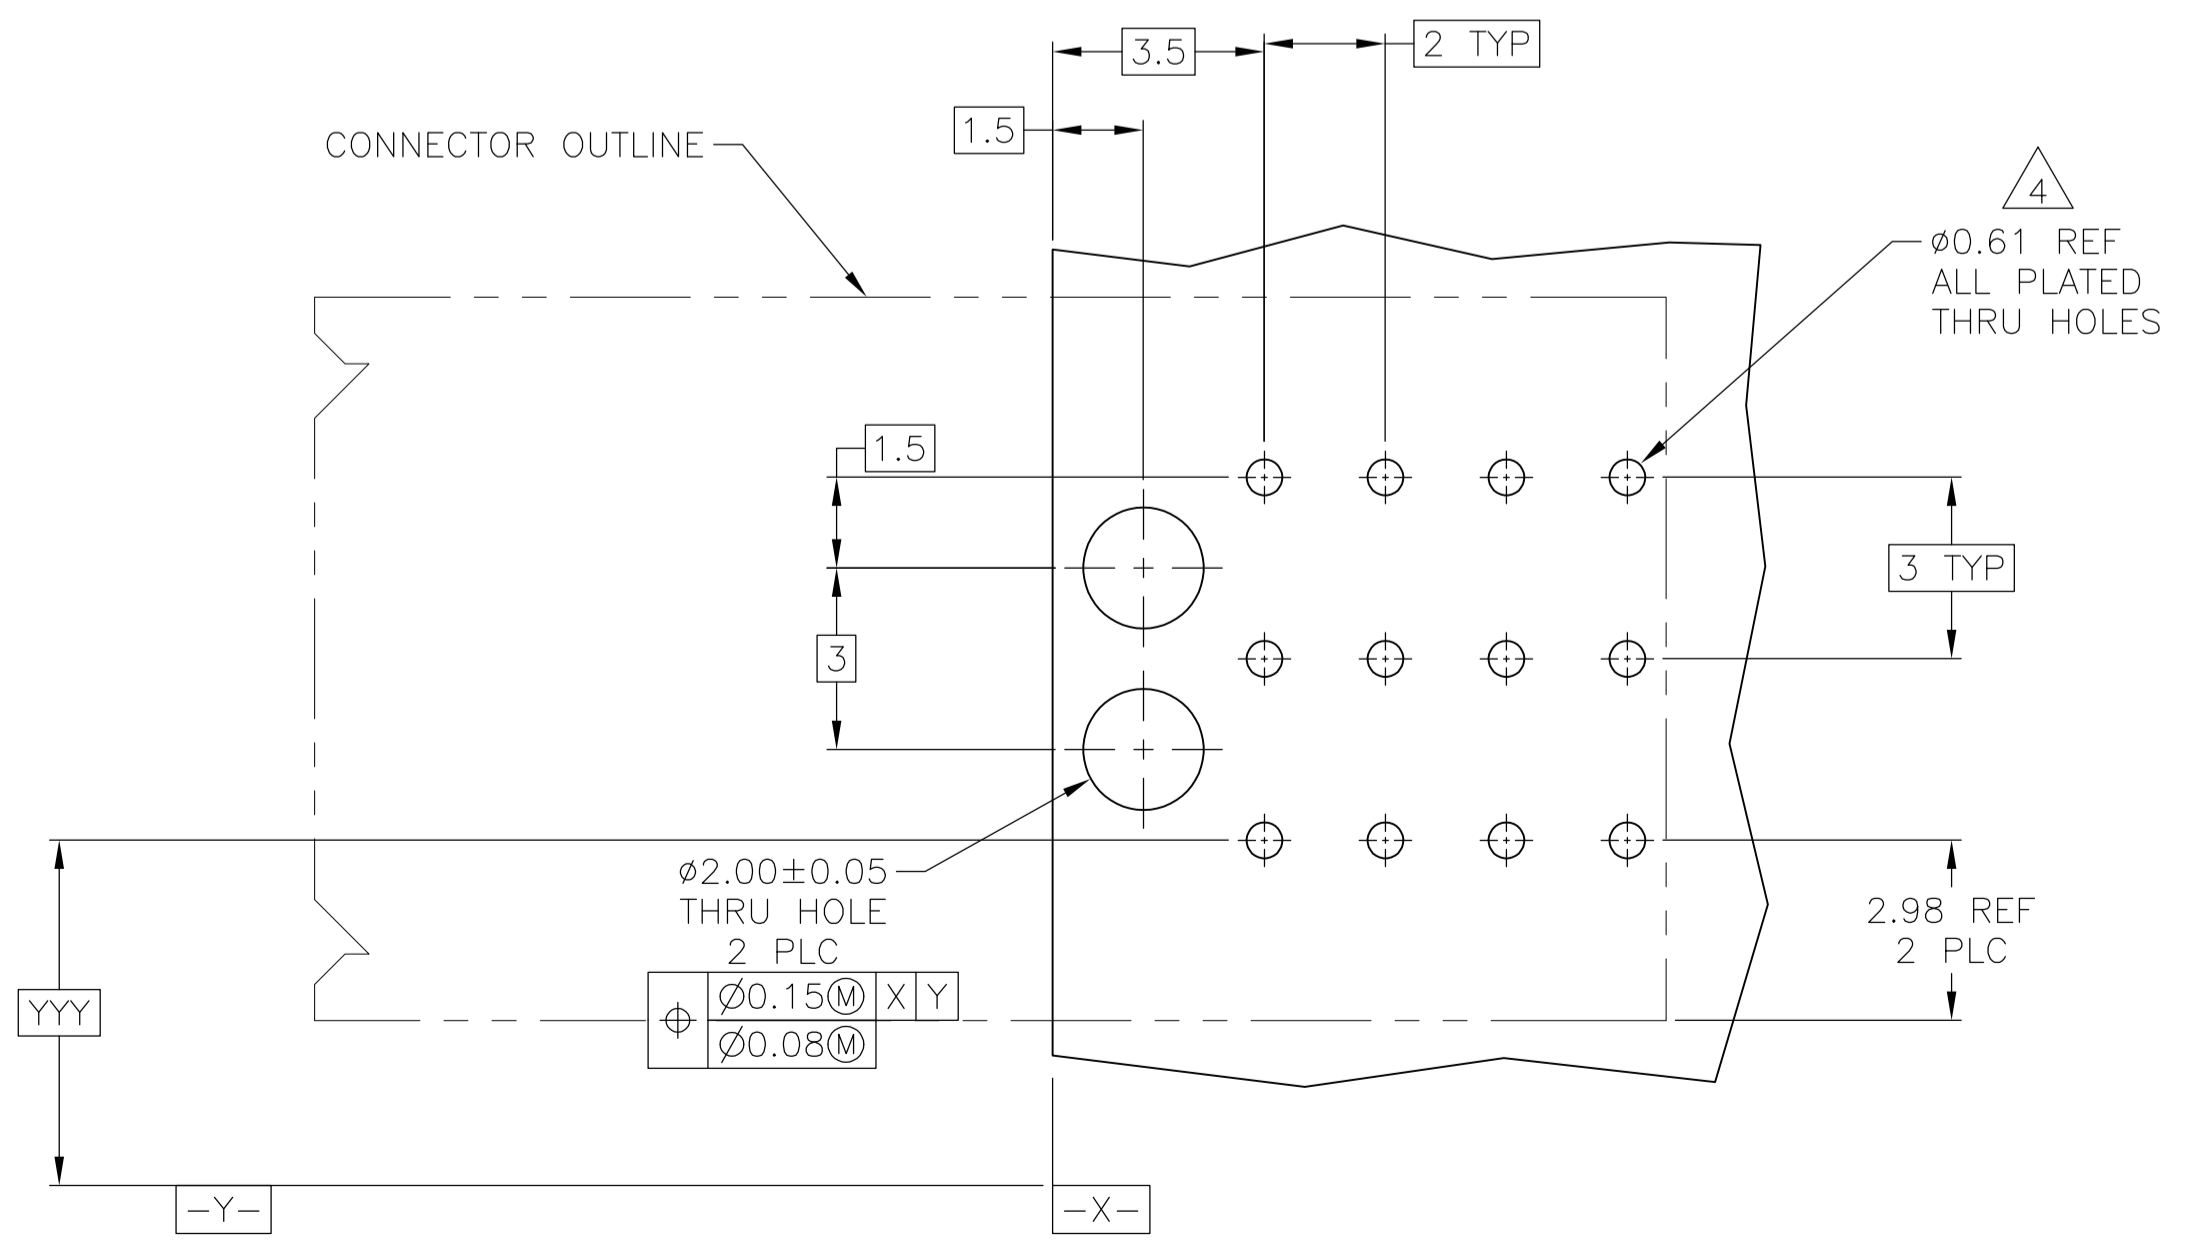 3.5
2 TYP
1.5
CONNECTOR OUTLINE
4
ø0.61 REF
ALL PLATED
THRU HOLES
1.5
3 TYP
3
ø2.00±0.05
THRU HOLE
2 PLC
⌖ Ø0.15Ⓜ X Y
Ø0.08Ⓜ
2.98 REF
2 PLC
YYY
-Y-
-X-